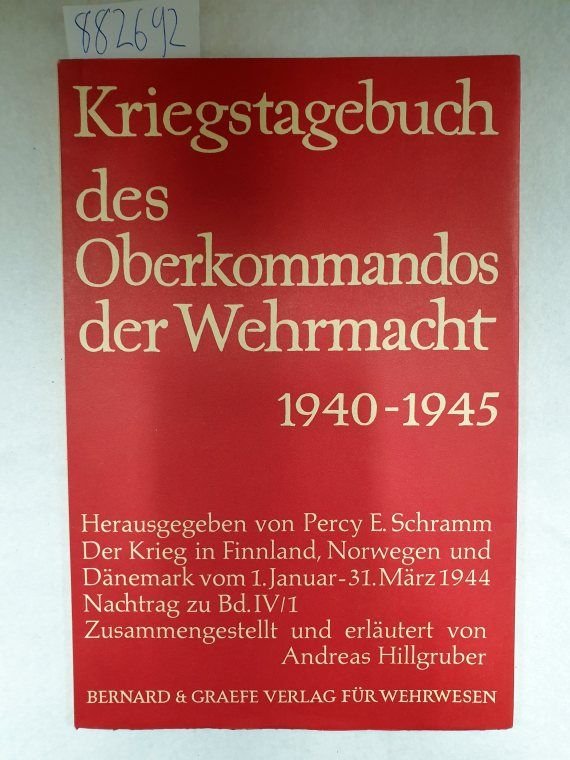 882692
Kriegstagebuch
des
Oberkommandos
der Wehrmacht
1940-1945
Herausgegeben von Percy E. Schramm
Der Krieg in Finnland, Norwegen und
Dänemark vom 1. Januar-31. März 1944
Nachtrag zu Bd. IV/1
Zusammengestellt und erläutert von
Andreas Hillgruber
BERNARD & GRAEFE VERLAG FÜR WEHRWESEN